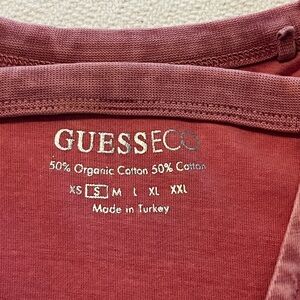 GUESSECO
50% Organic Cotton 50% Cotton
XS S M L XL XXL
Made in Turkey